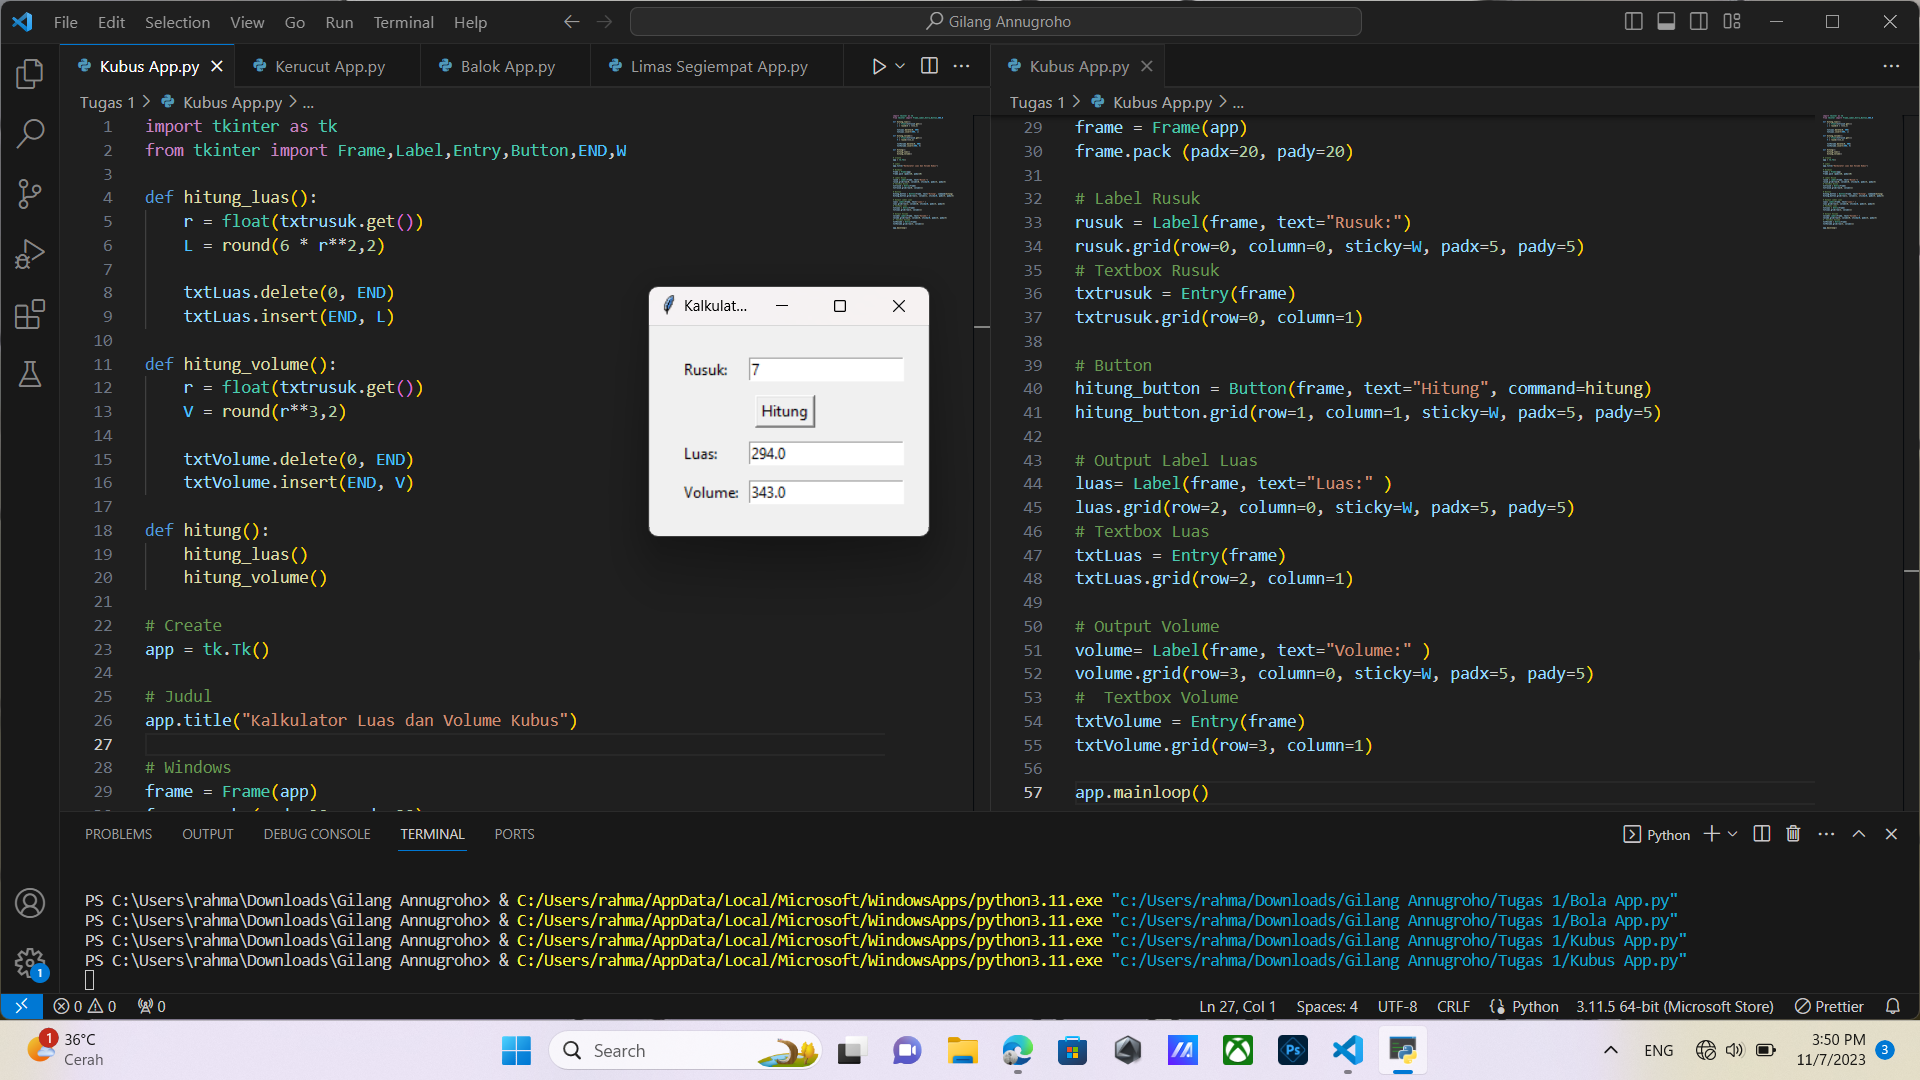 File Edit Selection View Go Run Terminal Help
Gilang Annugroho
Kubus App.py
Kerucut App.py
Balok App.py
Limas Segiempat App.py
Tugas 1 > Kubus App.py > ...
1 import tkinter as tk
2 from tkinter import Frame,Label,Entry,Button,END,W
3
4 def hitung_luas():
5 r = float(txtrusuk.get())
6 L = round(6 * r**2,2)
7
8 txtLuas.delete(0, END)
9 txtLuas.insert(END, L)
10
11 def hitung_volume():
12 r = float(txtrusuk.get())
13 V = round(r**3,2)
14
15 txtVolume.delete(0, END)
16 txtVolume.insert(END, V)
17
18 def hitung():
19 hitung_luas()
20 hitung_volume()
21
22 # Create
23 app = tk.Tk()
24
25 # Judul
26 app.title("Kalkulator Luas dan Volume Kubus")
27
28 # Windows
29 frame = Frame(app)
Kalkulat...
Rusuk: 7
Hitung
Luas: 294.0
Volume: 343.0
Kubus App.py
Tugas 1 > Kubus App.py > ...
29 frame = Frame(app)
30 frame.pack (padx=20, pady=20)
31
32 # Label Rusuk
33 rusuk = Label(frame, text="Rusuk:")
34 rusuk.grid(row=0, column=0, sticky=W, padx=5, pady=5)
35 # Textbox Rusuk
36 txtrusuk = Entry(frame)
37 txtrusuk.grid(row=0, column=1)
38
39 # Button
40 hitung_button = Button(frame, text="Hitung", command=hitung)
41 hitung_button.grid(row=1, column=1, sticky=W, padx=5, pady=5)
42
43 # Output Label Luas
44 luas= Label(frame, text="Luas:" )
45 luas.grid(row=2, column=0, sticky=W, padx=5, pady=5)
46 # Textbox Luas
47 txtLuas = Entry(frame)
48 txtLuas.grid(row=2, column=1)
49
50 # Output Volume
51 volume= Label(frame, text="Volume:" )
52 volume.grid(row=3, column=0, sticky=W, padx=5, pady=5)
53 #  Textbox Volume
54 txtVolume = Entry(frame)
55 txtVolume.grid(row=3, column=1)
56
57 app.mainloop()
PROBLEMS OUTPUT DEBUG CONSOLE TERMINAL PORTS
Python
PS C:\Users\rahma\Downloads\Gilang Annugroho> & C:/Users/rahma/AppData/Local/Microsoft/WindowsApps/python3.11.exe "c:/Users/rahma/Downloads/Gilang Annugroho/Tugas 1/Bola App.py"
PS C:\Users\rahma\Downloads\Gilang Annugroho> & C:/Users/rahma/AppData/Local/Microsoft/WindowsApps/python3.11.exe "c:/Users/rahma/Downloads/Gilang Annugroho/Tugas 1/Bola App.py"
PS C:\Users\rahma\Downloads\Gilang Annugroho> & C:/Users/rahma/AppData/Local/Microsoft/WindowsApps/python3.11.exe "c:/Users/rahma/Downloads/Gilang Annugroho/Tugas 1/Kubus App.py"
PS C:\Users\rahma\Downloads\Gilang Annugroho> & C:/Users/rahma/AppData/Local/Microsoft/WindowsApps/python3.11.exe "c:/Users/rahma/Downloads/Gilang Annugroho/Tugas 1/Kubus App.py"
1
0 0 0
Ln 27, Col 1 Spaces: 4 UTF-8 CRLF Python 3.11.5 64-bit (Microsoft Store) Prettier
1
36°C
Cerah
Search
Ps
ENG
3:50 PM
11/7/2023
3